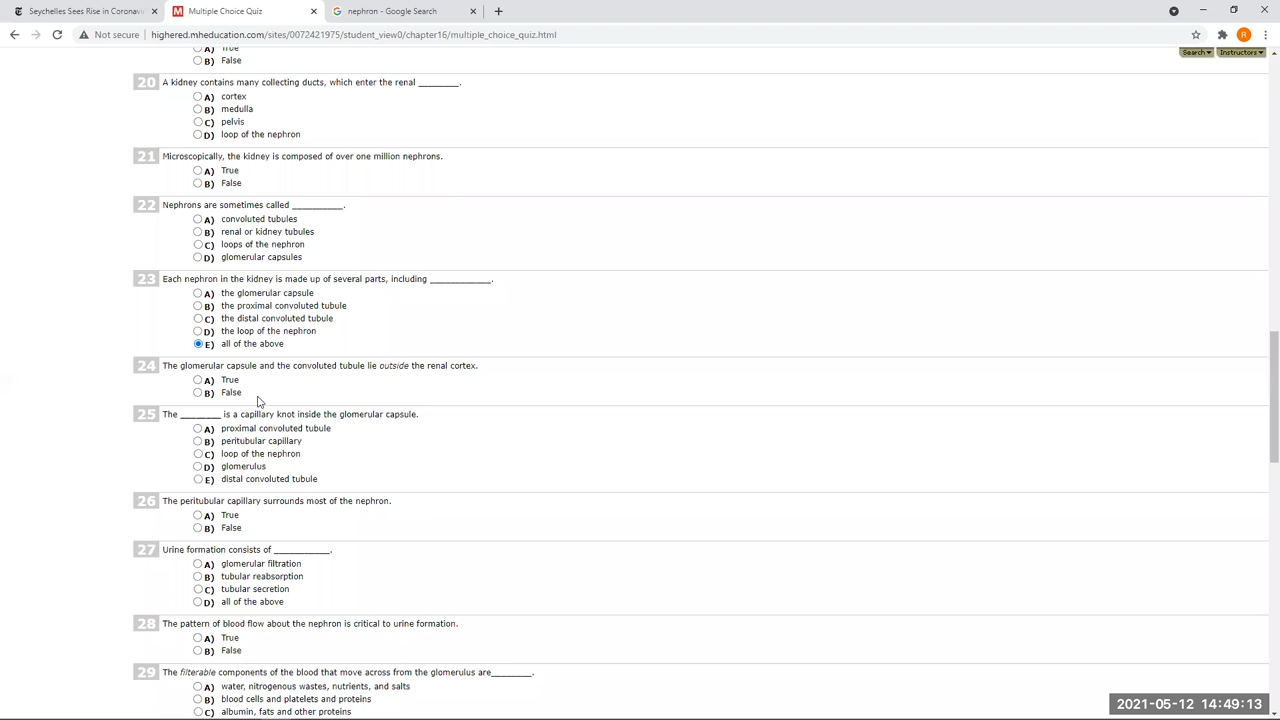 Seychelles Sees Rise in Coronavi
Multiple Choice Quiz
nephron - Google Search
Not secure
highered.mheducation.com/sites/0072421975/student_view0/chapter16/multiple_choice_quiz.html
R
Search
Instructors
A) True
B) False
20 A kidney contains many collecting ducts, which enter the renal ________.
A) cortex
B) medulla
C) pelvis
D) loop of the nephron
21 Microscopically, the kidney is composed of over one million nephrons.
A) True
B) False
22 Nephrons are sometimes called __________.
A) convoluted tubules
B) renal or kidney tubules
C) loops of the nephron
D) glomerular capsules
23 Each nephron in the kidney is made up of several parts, including ____________.
A) the glomerular capsule
B) the proximal convoluted tubule
C) the distal convoluted tubule
D) the loop of the nephron
E) all of the above
24 The glomerular capsule and the convoluted tubule lie outside the renal cortex.
A) True
B) False
25 The ________ is a capillary knot inside the glomerular capsule.
A) proximal convoluted tubule
B) peritubular capillary
C) loop of the nephron
D) glomerulus
E) distal convoluted tubule
26 The peritubular capillary surrounds most of the nephron.
A) True
B) False
27 Urine formation consists of ___________.
A) glomerular filtration
B) tubular reabsorption
C) tubular secretion
D) all of the above
28 The pattern of blood flow about the nephron is critical to urine formation.
A) True
B) False
29 The filterable components of the blood that move across from the glomerulus are________.
A) water, nitrogenous wastes, nutrients, and salts
B) blood cells and platelets and proteins
C) albumin, fats and other proteins
2021-05-12 14:49:13